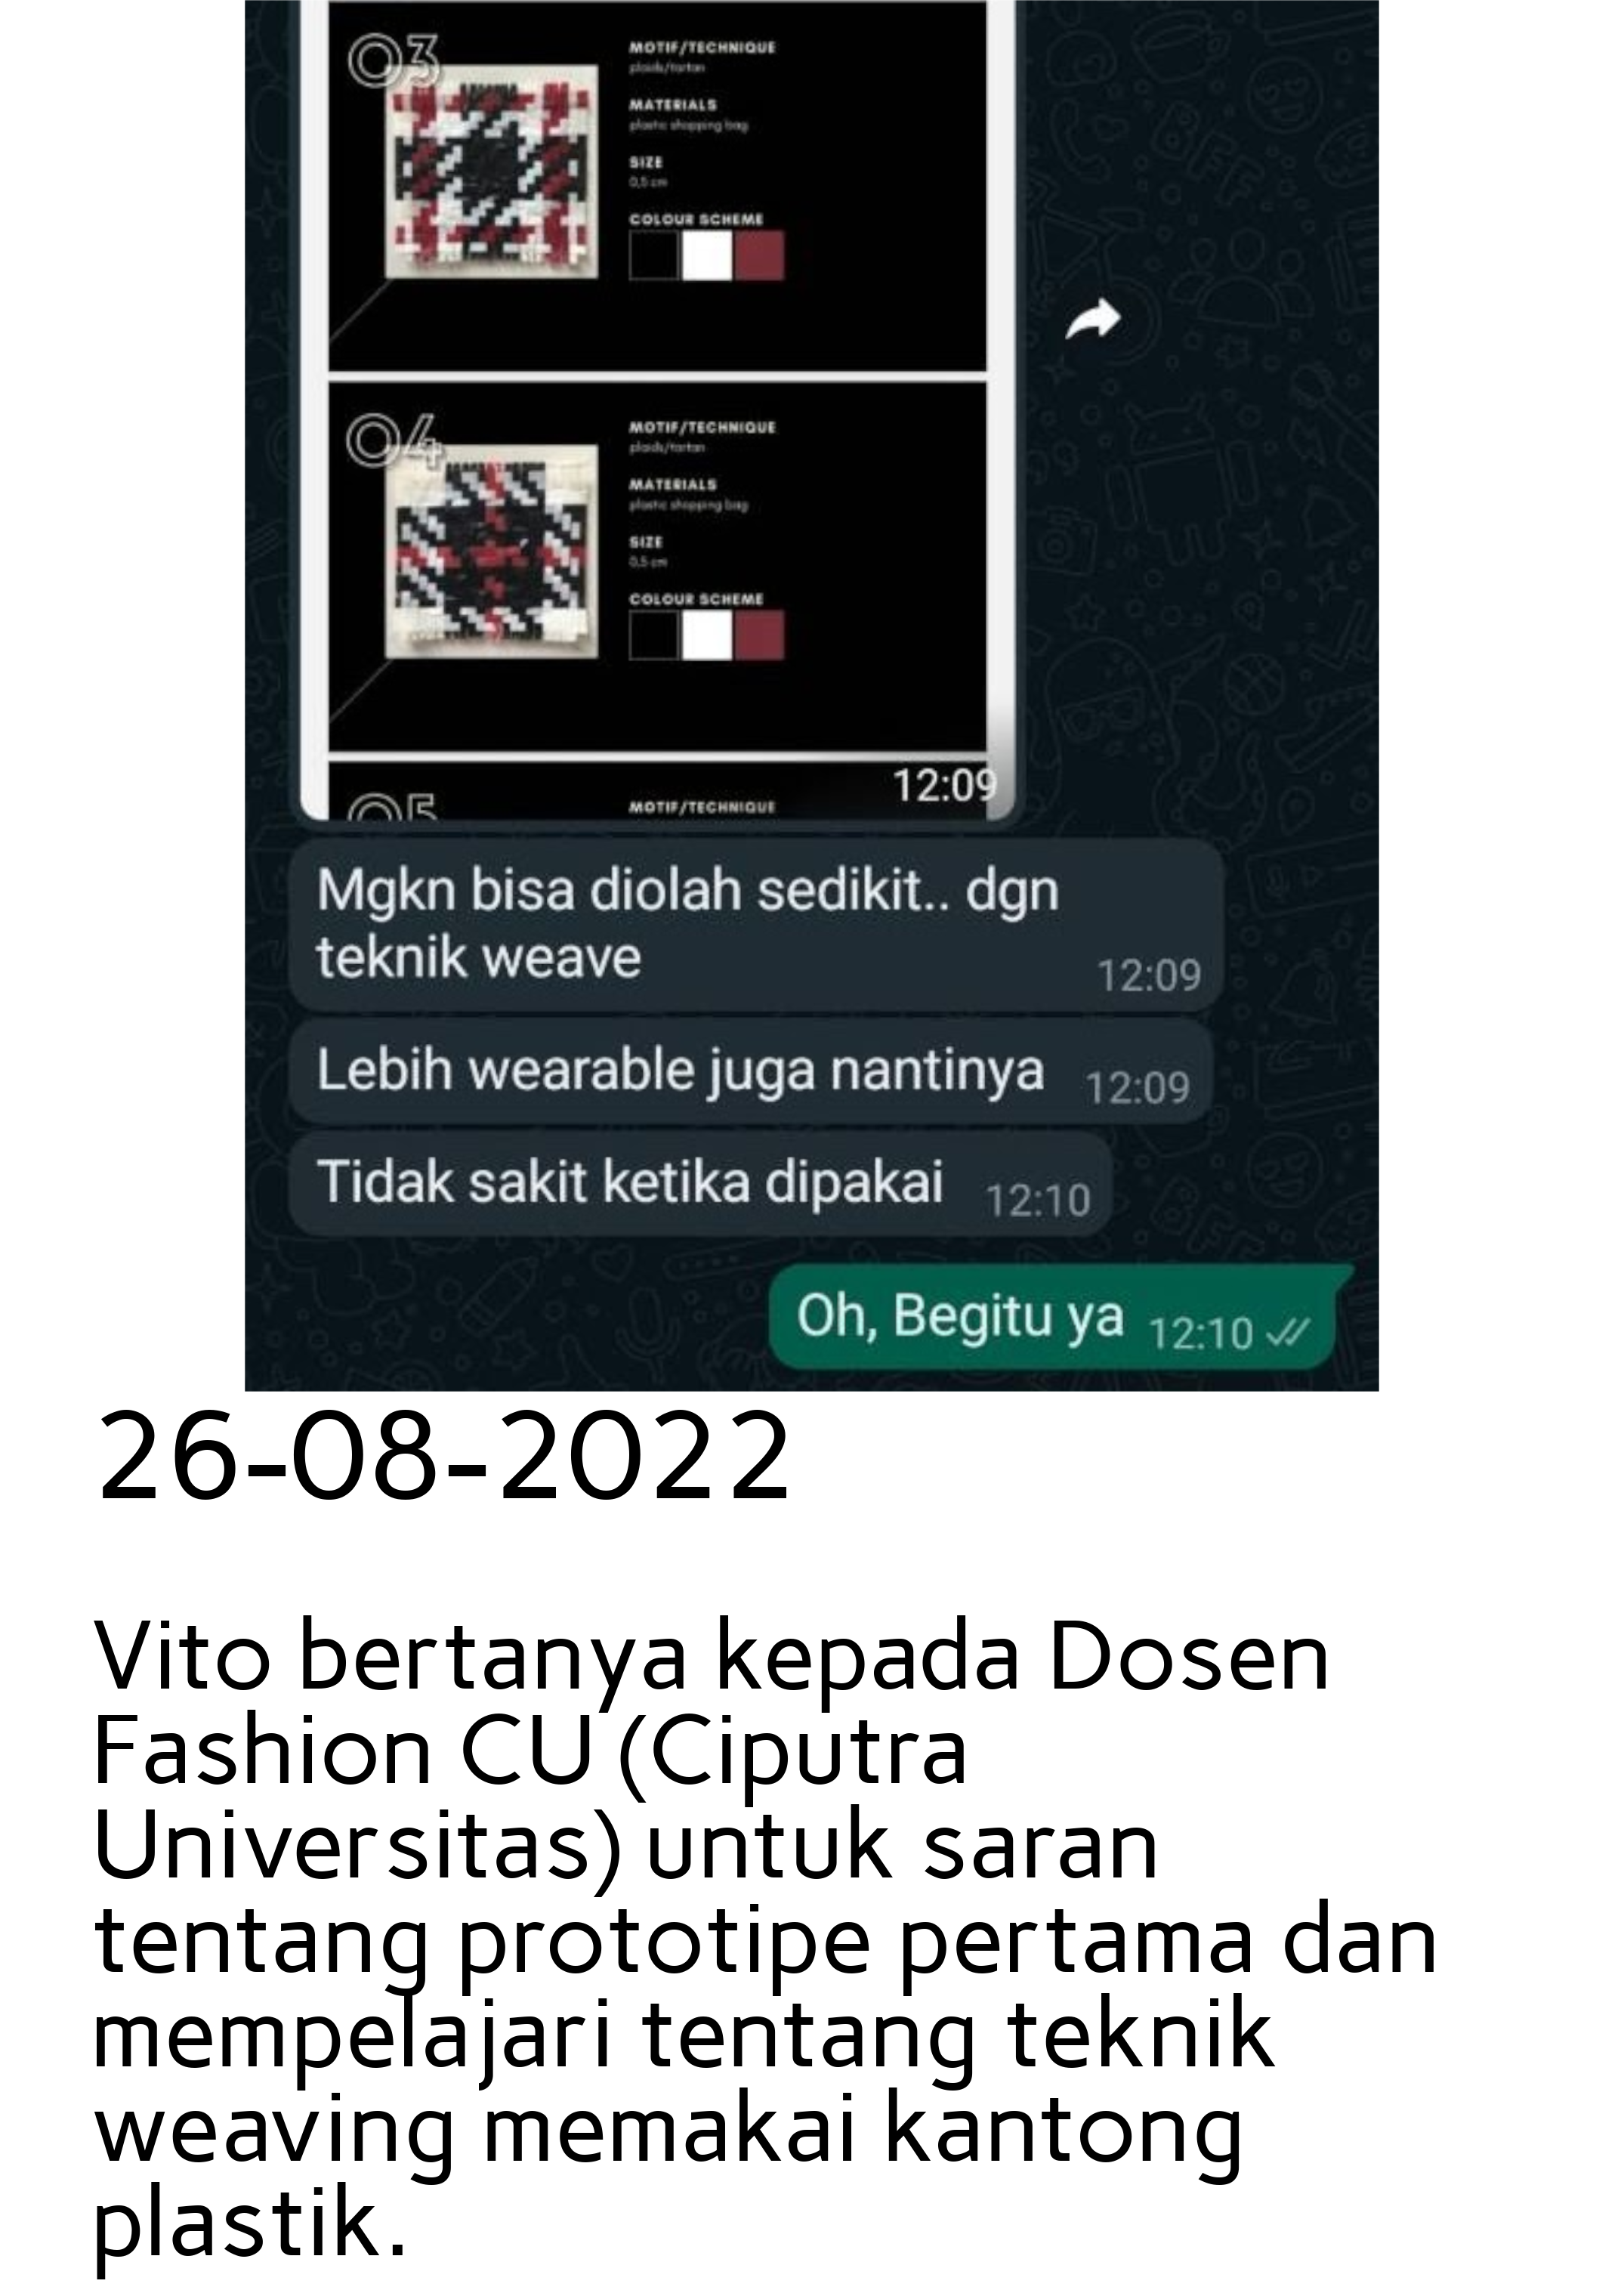 03
MOTIF/TECHNIQUE
plaids/tartan
MATERIALS
plastic shopping bag
SIZE
0,5 cm
COLOUR SCHEME
04
MOTIF/TECHNIQUE
plaids/tartan
MATERIALS
plastic shopping bag
SIZE
0,5 cm
COLOUR SCHEME
05
MOTIF/TECHNIQUE
12:09
Mgkn bisa diolah sedikit.. dgn
teknik weave
12:09
Lebih wearable juga nantinya 12:09
Tidak sakit ketika dipakai 12:10
Oh, Begitu ya 12:10
26-08-2022
Vito bertanya kepada Dosen
Fashion CU (Ciputra
Universitas) untuk saran
tentang prototipe pertama dan
mempelajari tentang teknik
weaving memakai kantong
plastik.